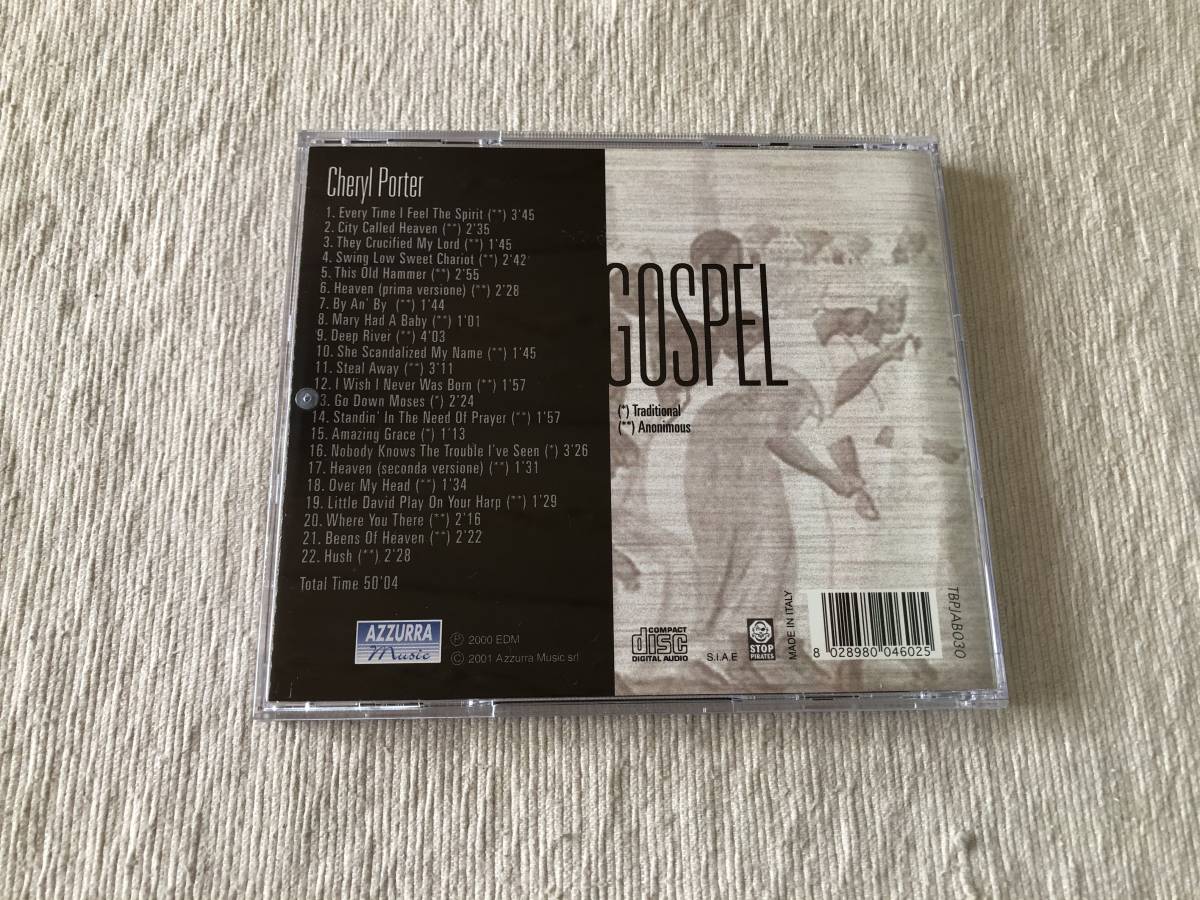 Cheryl Porter
1. Every Time I Feel The Spirit (**) 3'45
2. City Called Heaven (**) 2'35
3. They Crucified My Lord (**) 1'45
4. Swing Low Sweet Chariot (**) 2'42
5. This Old Hammer (**) 2'55
6. Heaven (prima versione) (**) 2'28
7. By An' By (**) 1'44
8. Mary Had A Baby (**) 1'01
9. Deep River (**) 4'03
10. She Scandalized My Name (**) 1'45
11. Steal Away (**) 3'11
12. I Wish I Never Was Born (**) 1'57
3. Go Down Moses (*) 2'24
14. Standin' In The Need Of Prayer (**) 1'57
15. Amazing Grace (*) 1'13
16. Nobody Knows The Trouble I've Seen (*) 3'26
17. Heaven (seconda versione) (**) 1'31
18. Over My Head (**) 1'34
19. Little David Play On Your Harp (**) 1'29
20. Where You There (**) 2'16
21. Beens Of Heaven (**) 2'22
22. Hush (**) 2'28
Total Time 50'04
AZZURRA
Music
℗ 2000 EDM
© 2001 Azzurra Music srl
GOSPEL
(*) Traditional
(**) Anonimous
COMPACT
disc
DIGITAL AUDIO
S.I.A.E
STOP
PIRATES
MADE IN ITALY
8 028980 046025
TBPJAB030